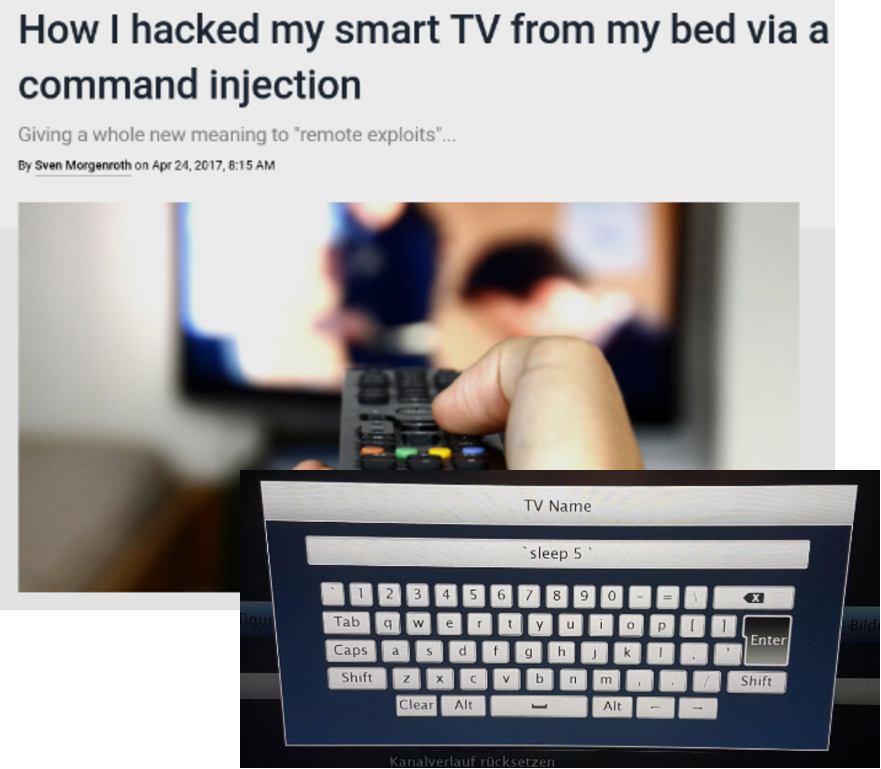 How I hacked my smart TV from my bed via a
command injection
Giving a whole new meaning to "remote exploits"...
By Sven Morgenroth on Apr 24, 2017, 8:15 AM
TV Name
`sleep 5 `
` 1 2 3 4 5 6 7 8 9 0 - = \
Tab q w e r t y u i o p [ ]
Enter
Caps a s d f g h j k l ; '
Shift z x c v b n m , . / Shift
Clear Alt Alt ← →
Kanalverlauf rücksetzen